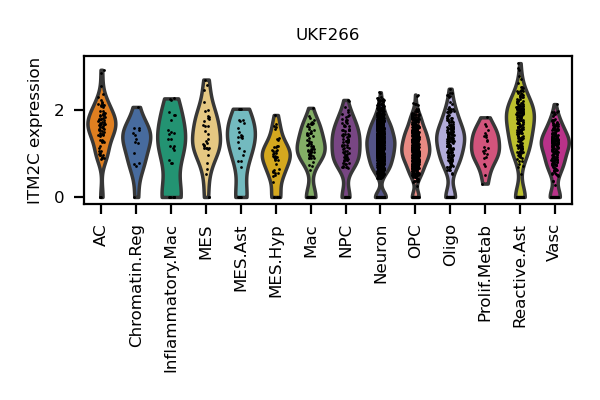 UKF266
ITM2C expression
2
0
AC
Chromatin.Reg
Inflammatory.Mac
MES
MES.Ast
MES.Hyp
Mac
NPC
Neuron
OPC
Oligo
Prolif.Metab
Reactive.Ast
Vasc